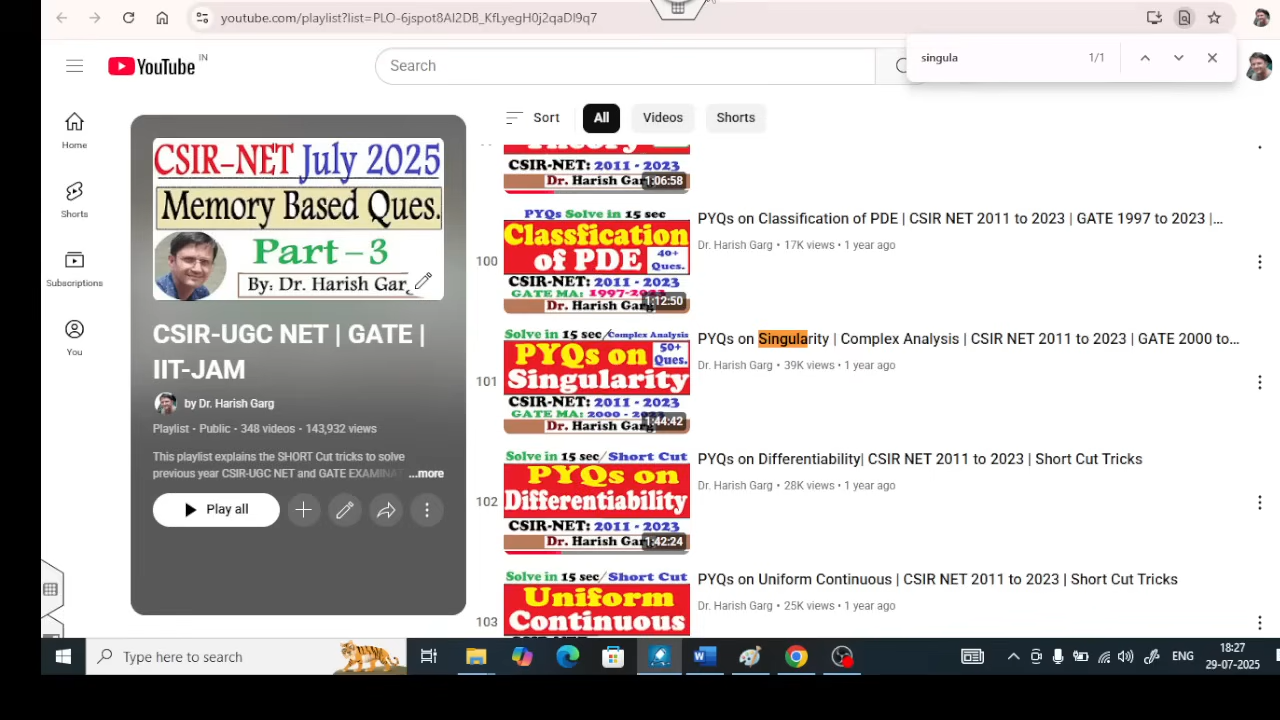 youtube.com/playlist?list=PLO-6jspot8Al2DB_KfLyegH0j2qaDl9q7
singula
1/1
YouTube IN
Search
Home
Shorts
Subscriptions
You
CSIR-NET July 2025
Memory Based Ques.
Part-3
By: Dr. Harish Gar
CSIR-UGC NET | GATE |
IIT-JAM
by Dr. Harish Garg
Playlist • Public • 348 videos • 143,932 views
This playlist explains the SHORT Cut tricks to solve
previous year CSIR-UGC NET and GATE EXAMINAT ...more
Play all
Sort
All
Videos
Shorts
CSIR-NET: 2011 - 2023
Dr. Harish Garg
1:06:58
100
PYQs Solve in 15 sec
Classfication
of PDE
40+
Ques.
CSIR-NET: 2011 - 2023
GATE MA: 1997-2023
Dr. Harish Garg
1:12:50
PYQs on Classification of PDE | CSIR NET 2011 to 2023 | GATE 1997 to 2023 |...
Dr. Harish Garg • 17K views • 1 year ago
101
Solve in 15 sec/Complex Analysis
PYQs on
50+
Ques.
Singularity
CSIR-NET: 2011 - 2023
GATE MA: 2000 - 2023
Dr. Harish Garg
1:44:42
PYQs on Singularity | Complex Analysis | CSIR NET 2011 to 2023 | GATE 2000 to...
Dr. Harish Garg • 39K views • 1 year ago
102
Solve in 15 sec/Short Cut
PYQs on
Differentiability
CSIR-NET: 2011 - 2023
Dr. Harish Garg
1:42:24
PYQs on Differentiability| CSIR NET 2011 to 2023 | Short Cut Tricks
Dr. Harish Garg • 28K views • 1 year ago
103
Solve in 15 sec/Short Cut
Uniform
Continuous
PYQs on Uniform Continuous | CSIR NET 2011 to 2023 | Short Cut Tricks
Dr. Harish Garg • 25K views • 1 year ago
Type here to search
ENG
18:27
29-07-2025